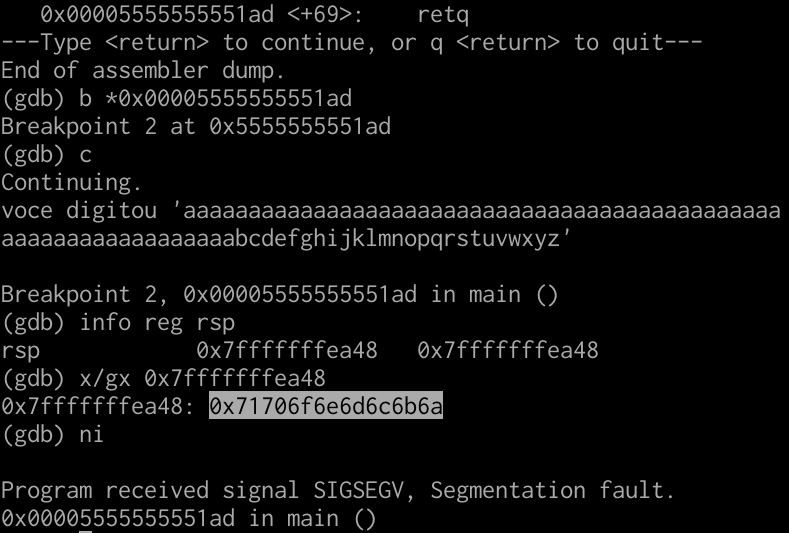 0x00005555555551ad <+69>:    retq
---Type <return> to continue, or q <return> to quit---
End of assembler dump.
(gdb) b *0x00005555555551ad
Breakpoint 2 at 0x5555555551ad
(gdb) c
Continuing.
voce digitou 'aaaaaaaaaaaaaaaaaaaaaaaaaaaaaaaaaaaaaaaaaaaaaa
aaaaaaaaaaaaaaaaaabcdefghijklmnopqrstuvwxyz'
Breakpoint 2, 0x00005555555551ad in main ()
(gdb) info reg rsp
rsp            0x7fffffffea48   0x7fffffffea48
(gdb) x/gx 0x7fffffffea48
0x7fffffffea48: 0x71706f6e6d6c6b6a
(gdb) ni
Program received signal SIGSEGV, Segmentation fault.
0x00005555555551ad in main ()